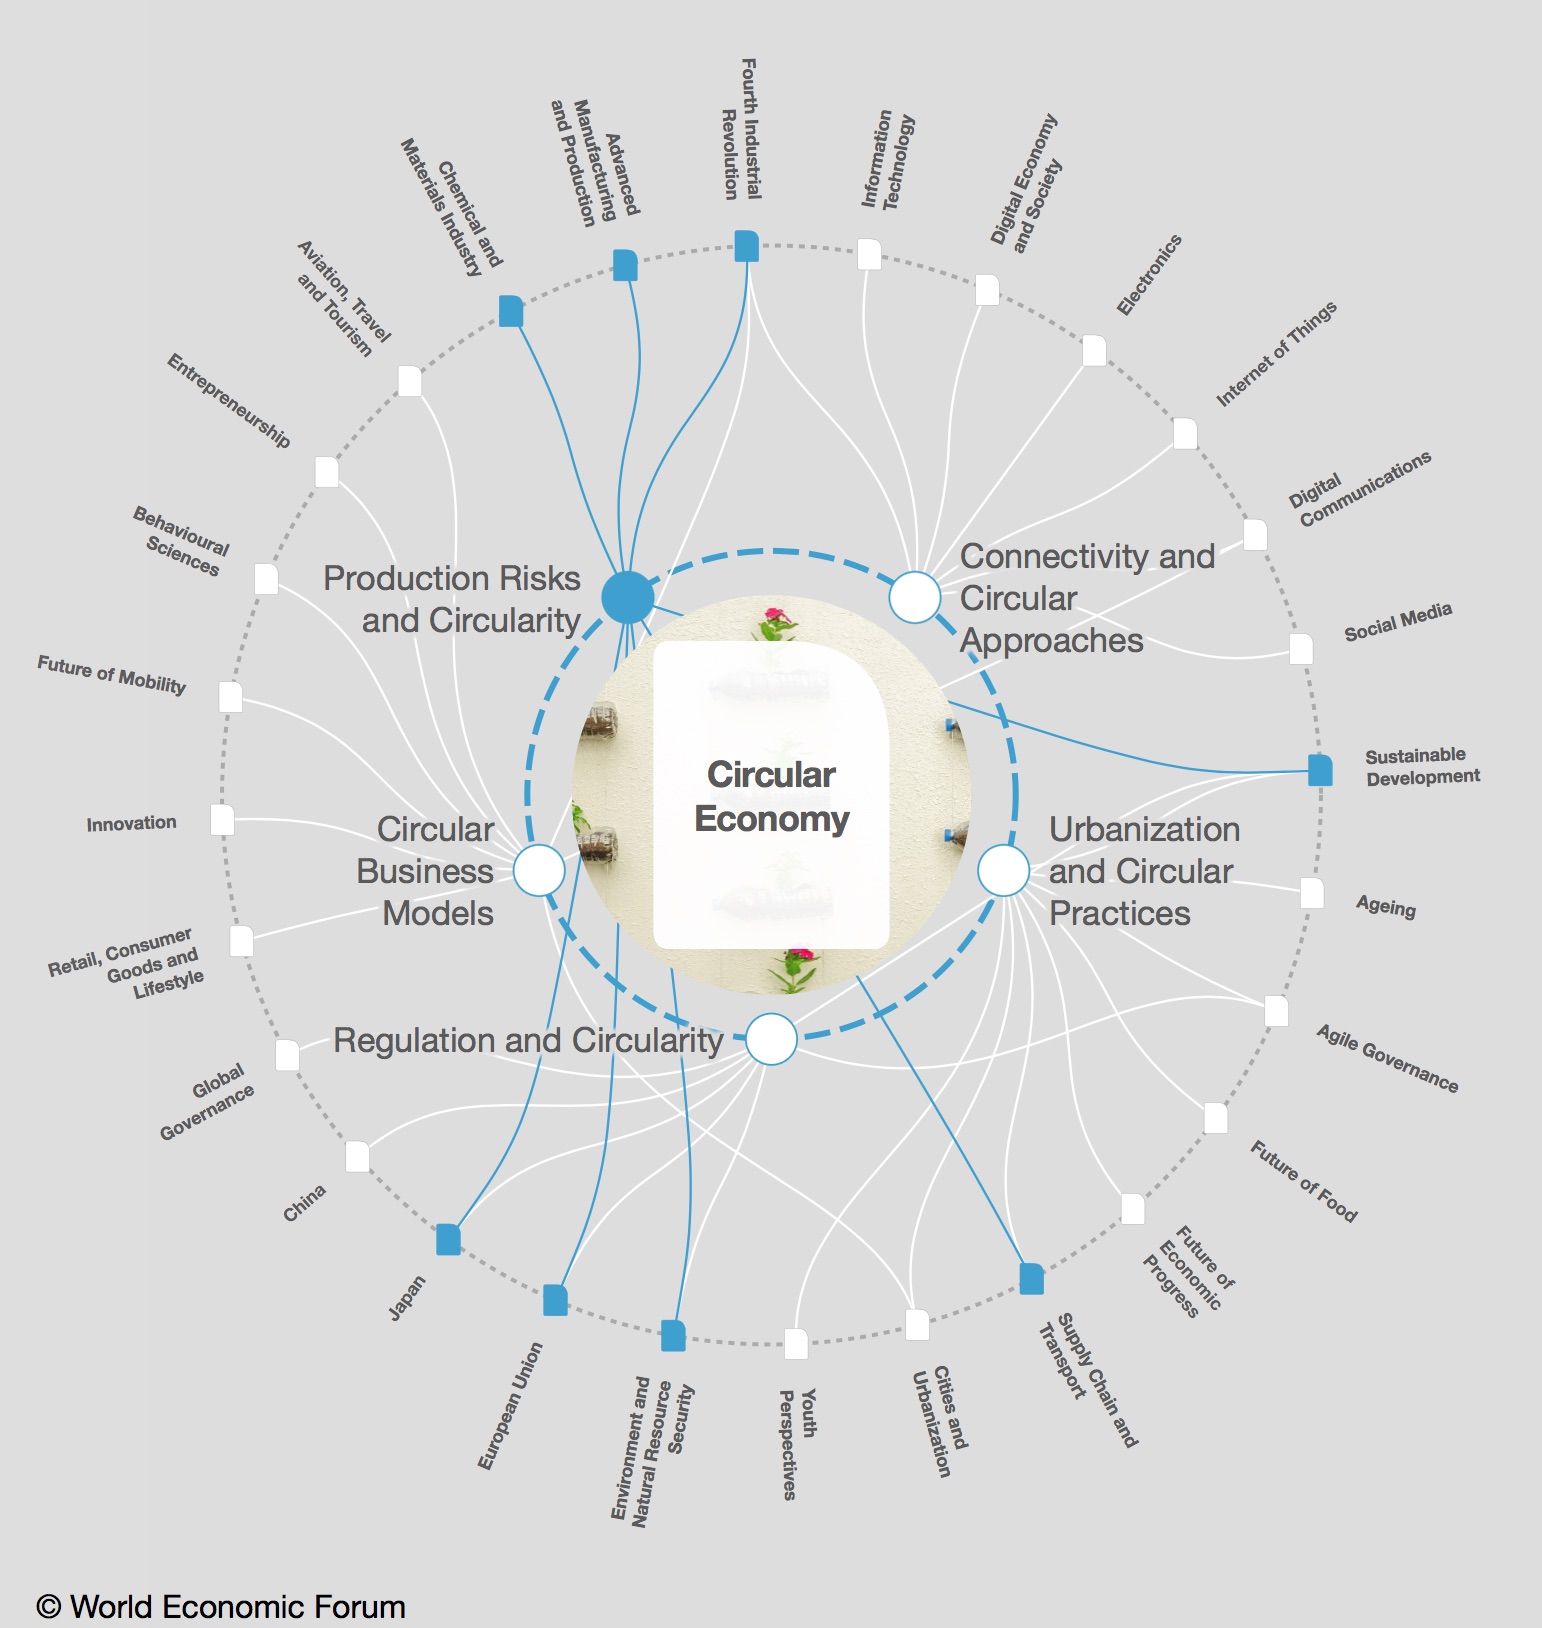 Fourth Industrial
Revolution
Information
Technology
Digital Economy
and Society
Electronics
Internet of Things
Digital
Communications
Social Media
Sustainable
Development
Ageing
Agile Governance
Future of Food
Future of
Economic
Progress
Supply Chain and
Transport
Cities and
Urbanization
Youth
Perspectives
Environment and
Natural Resource
Security
European Union
Japan
China
Global
Governance
Retail, Consumer
Goods and
Lifestyle
Innovation
Future of Mobility
Behavioural
Sciences
Entrepreneurship
Aviation, Travel
and Tourism
Chemical and
Materials Industry
Advanced
Manufacturing
and Production
Production Risks
and Circularity
Connectivity and
Circular
Approaches
Circular
Economy
Circular
Business
Models
Urbanization
and Circular
Practices
Regulation and Circularity
© World Economic Forum